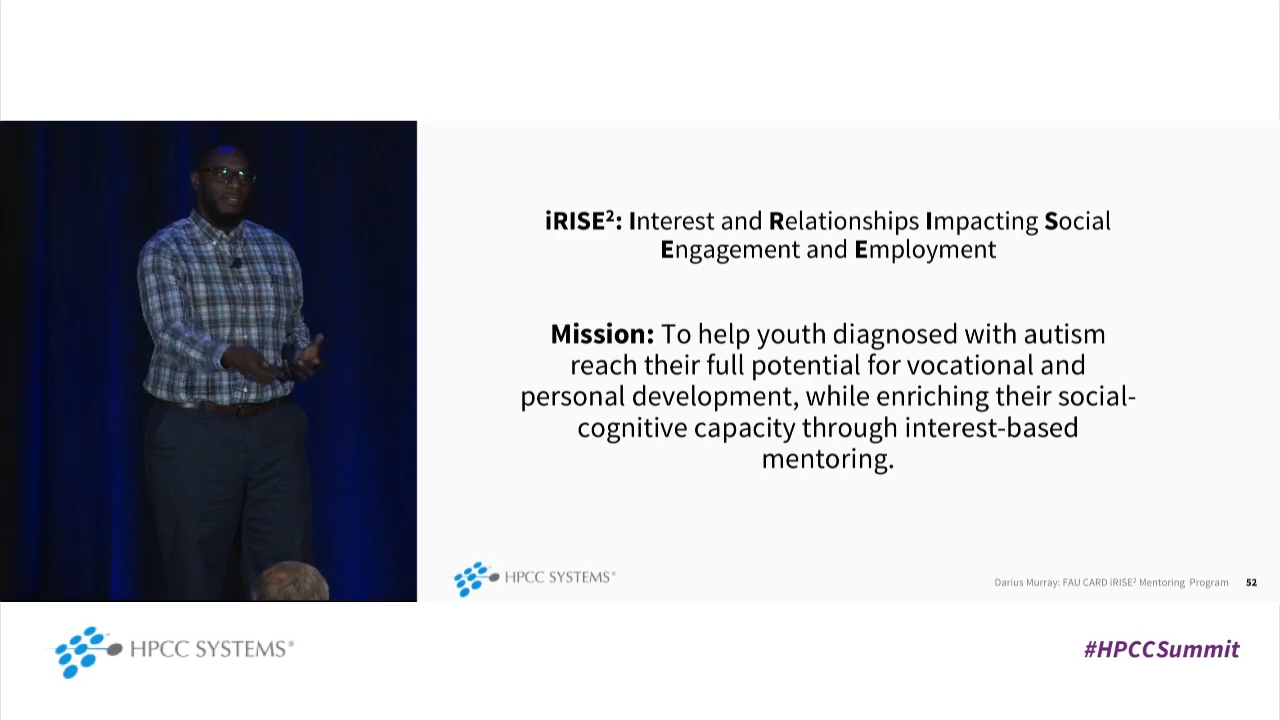 iRISE²: Interest and Relationships Impacting Social
Engagement and Employment
Mission: To help youth diagnosed with autism
reach their full potential for vocational and
personal development, while enriching their social-
cognitive capacity through interest-based
mentoring.
HPCC SYSTEMS®
Darius Murray: FAU CARD iRISE² Mentoring Program 52
HPCC SYSTEMS®
#HPCCSummit